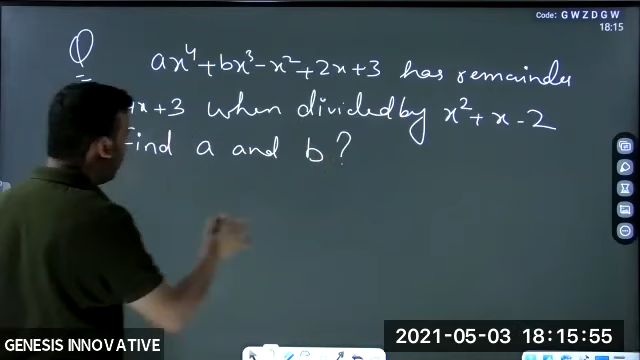 Code: G W Z D G W
18:15
Q ax⁴+bx³-x²+2x+3 has remainder
x+3 when divided by x²+x-2
Find a and b?
GENESIS INNOVATIVE
2021-05-03 18:15:55